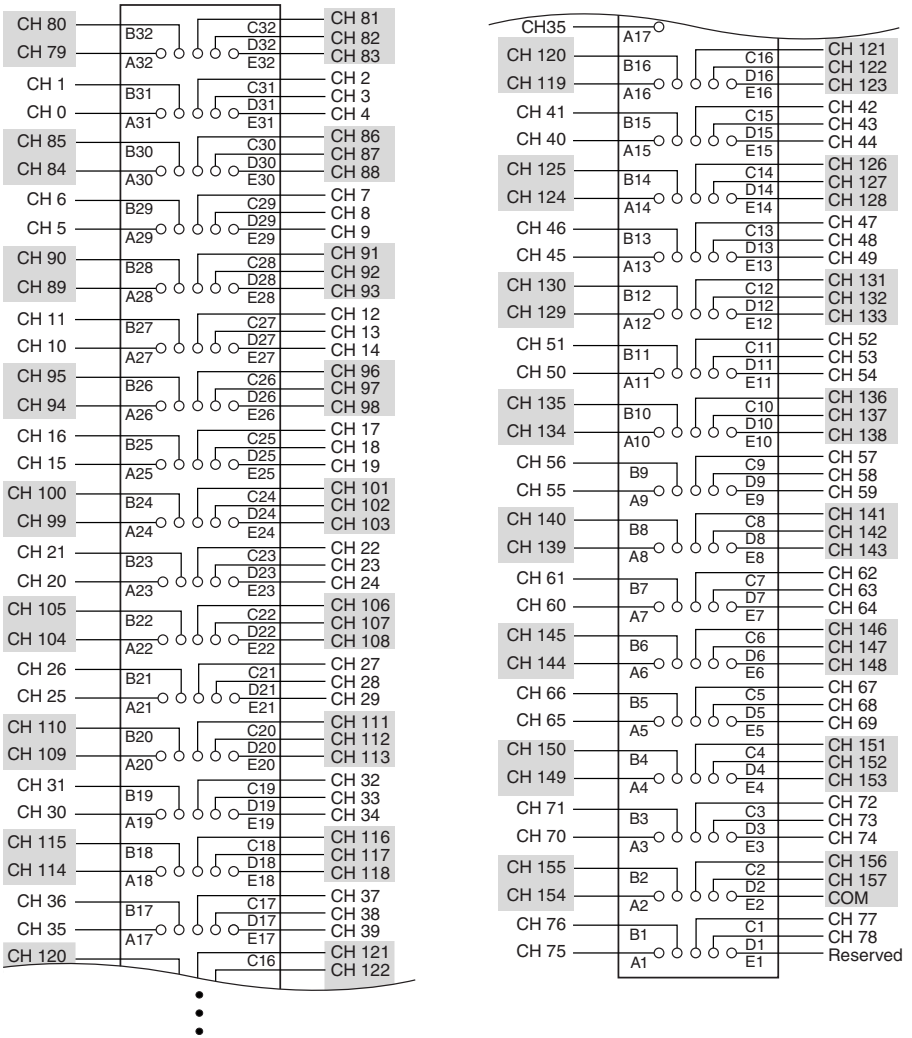 CH 80 B32 C32 CH 81
D32 CH 82
CH 79 A32 E32 CH 83
CH 1 B31 C31 CH 2
D31 CH 3
CH 0 A31 E31 CH 4
CH 85 B30 C30 CH 86
D30 CH 87
CH 84 A30 E30 CH 88
CH 6 B29 C29 CH 7
D29 CH 8
CH 5 A29 E29 CH 9
CH 90 B28 C28 CH 91
D28 CH 92
CH 89 A28 E28 CH 93
CH 11 B27 C27 CH 12
D27 CH 13
CH 10 A27 E27 CH 14
CH 95 B26 C26 CH 96
D26 CH 97
CH 94 A26 E26 CH 98
CH 16 B25 C25 CH 17
D25 CH 18
CH 15 A25 E25 CH 19
CH 100 B24 C24 CH 101
D24 CH 102
CH 99 A24 E24 CH 103
CH 21 B23 C23 CH 22
D23 CH 23
CH 20 A23 E23 CH 24
CH 105 B22 C22 CH 106
D22 CH 107
CH 104 A22 E22 CH 108
CH 26 B21 C21 CH 27
D21 CH 28
CH 25 A21 E21 CH 29
CH 110 B20 C20 CH 111
D20 CH 112
CH 109 A20 E20 CH 113
CH 31 B19 C19 CH 32
D19 CH 33
CH 30 A19 E19 CH 34
CH 115 B18 C18 CH 116
D18 CH 117
CH 114 A18 E18 CH 118
CH 36 B17 C17 CH 37
D17 CH 38
CH 35 A17 E17 CH 39
CH 120 C16 CH 121
CH 122
CH35 A17
CH 120 B16 C16 CH 121
D16 CH 122
CH 119 A16 E16 CH 123
CH 41 B15 C15 CH 42
D15 CH 43
CH 40 A15 E15 CH 44
CH 125 B14 C14 CH 126
D14 CH 127
CH 124 A14 E14 CH 128
CH 46 B13 C13 CH 47
D13 CH 48
CH 45 A13 E13 CH 49
CH 130 B12 C12 CH 131
D12 CH 132
CH 129 A12 E12 CH 133
CH 51 B11 C11 CH 52
D11 CH 53
CH 50 A11 E11 CH 54
CH 135 B10 C10 CH 136
D10 CH 137
CH 134 A10 E10 CH 138
CH 56 B9 C9 CH 57
D9 CH 58
CH 55 A9 E9 CH 59
CH 140 B8 C8 CH 141
D8 CH 142
CH 139 A8 E8 CH 143
CH 61 B7 C7 CH 62
D7 CH 63
CH 60 A7 E7 CH 64
CH 145 B6 C6 CH 146
D6 CH 147
CH 144 A6 E6 CH 148
CH 66 B5 C5 CH 67
D5 CH 68
CH 65 A5 E5 CH 69
CH 150 B4 C4 CH 151
D4 CH 152
CH 149 A4 E4 CH 153
CH 71 B3 C3 CH 72
D3 CH 73
CH 70 A3 E3 CH 74
CH 155 B2 C2 CH 156
D2 CH 157
CH 154 A2 E2 COM
CH 76 B1 C1 CH 77
D1 CH 78
CH 75 A1 E1 Reserved